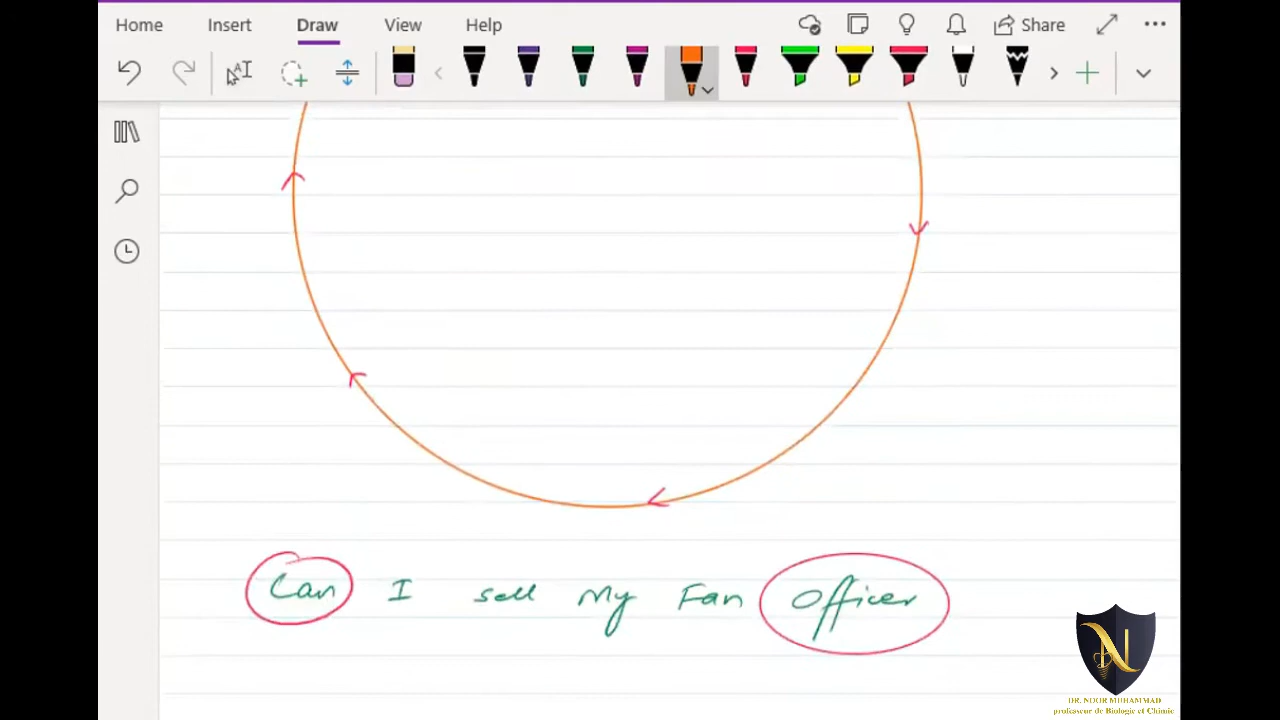 Home Insert Draw View Help Share
Can I sell My Fan Officer
DR. NOOR MUHAMMAD
professeur de Biologie et Chimie